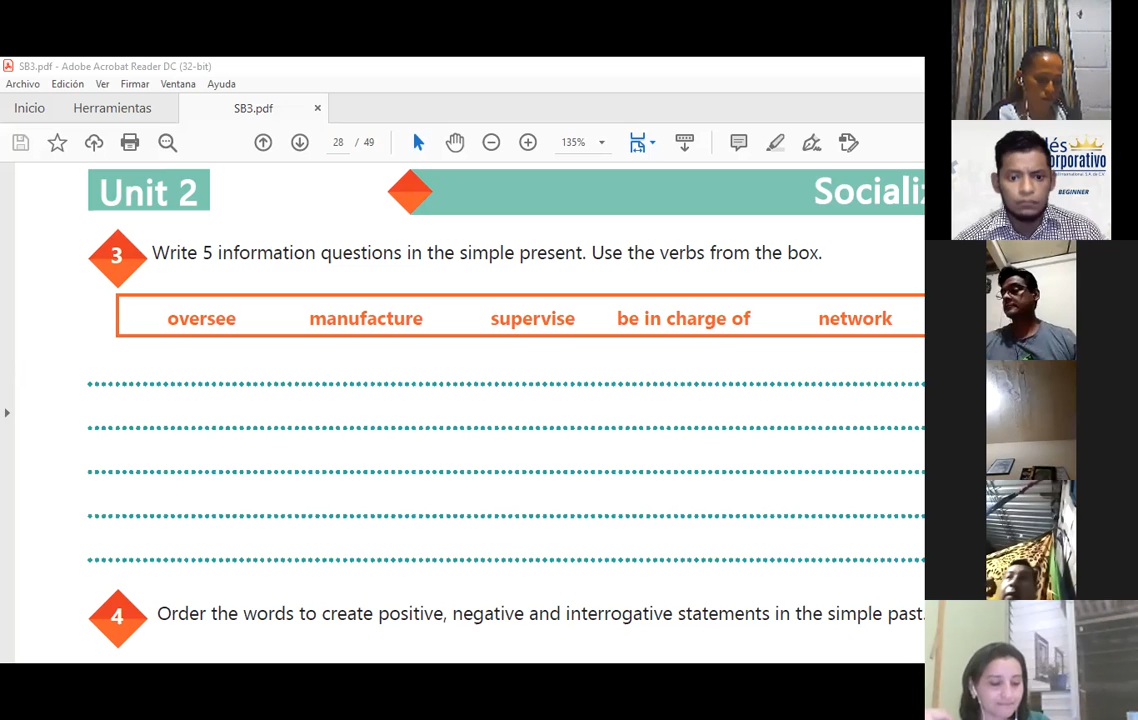 SB3.pdf - Adobe Acrobat Reader DC (32-bit)
Archivo Edición Ver Firmar Ventana Ayuda
Inicio Herramientas SB3.pdf ×
28 / 49 135%
Unit 2
Sociali
3 Write 5 information questions in the simple present. Use the verbs from the box.
oversee manufacture supervise be in charge of network
4 Order the words to create positive, negative and interrogative statements in the simple past.
és
orporativo
BEGINNER